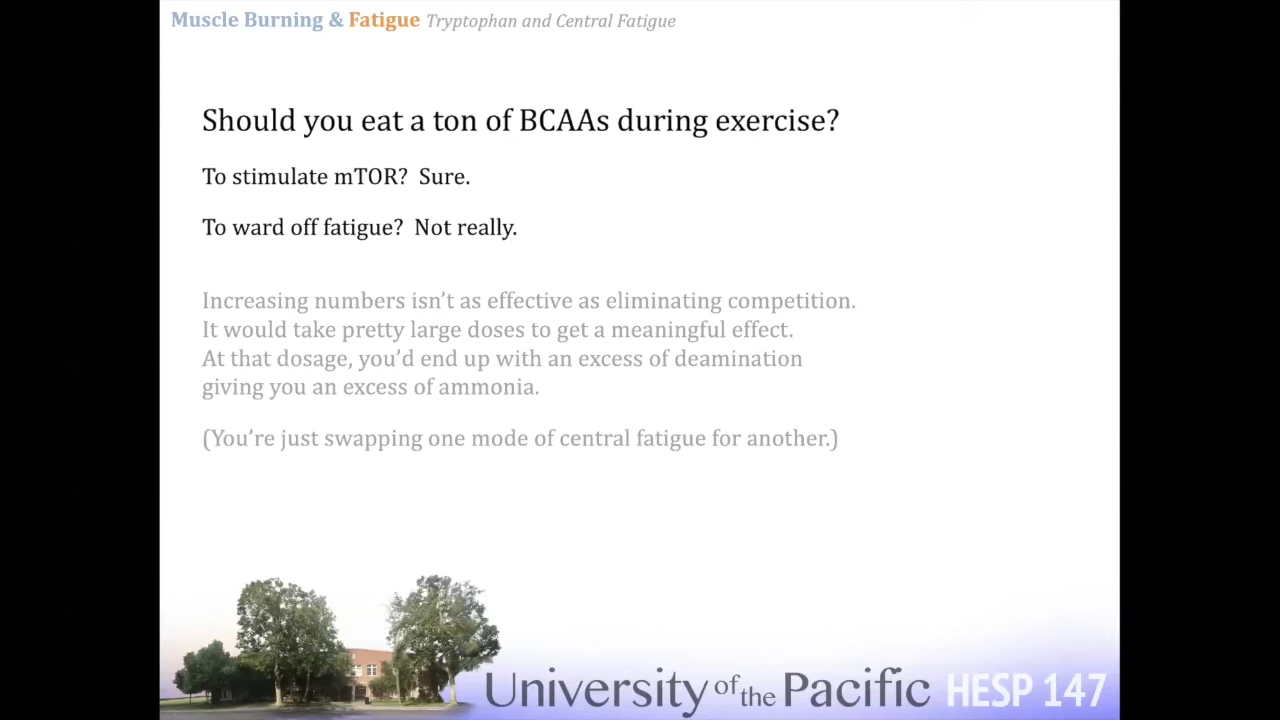 Muscle Burning & Fatigue Tryptophan and Central Fatigue
Should you eat a ton of BCAAs during exercise?
To stimulate mTOR?  Sure.
To ward off fatigue?  Not really.
Increasing numbers isn’t as effective as eliminating competition.
It would take pretty large doses to get a meaningful effect.
At that dosage, you’d end up with an excess of deamination
giving you an excess of ammonia.
(You’re just swapping one mode of central fatigue for another.)
University of the Pacific HESP 147